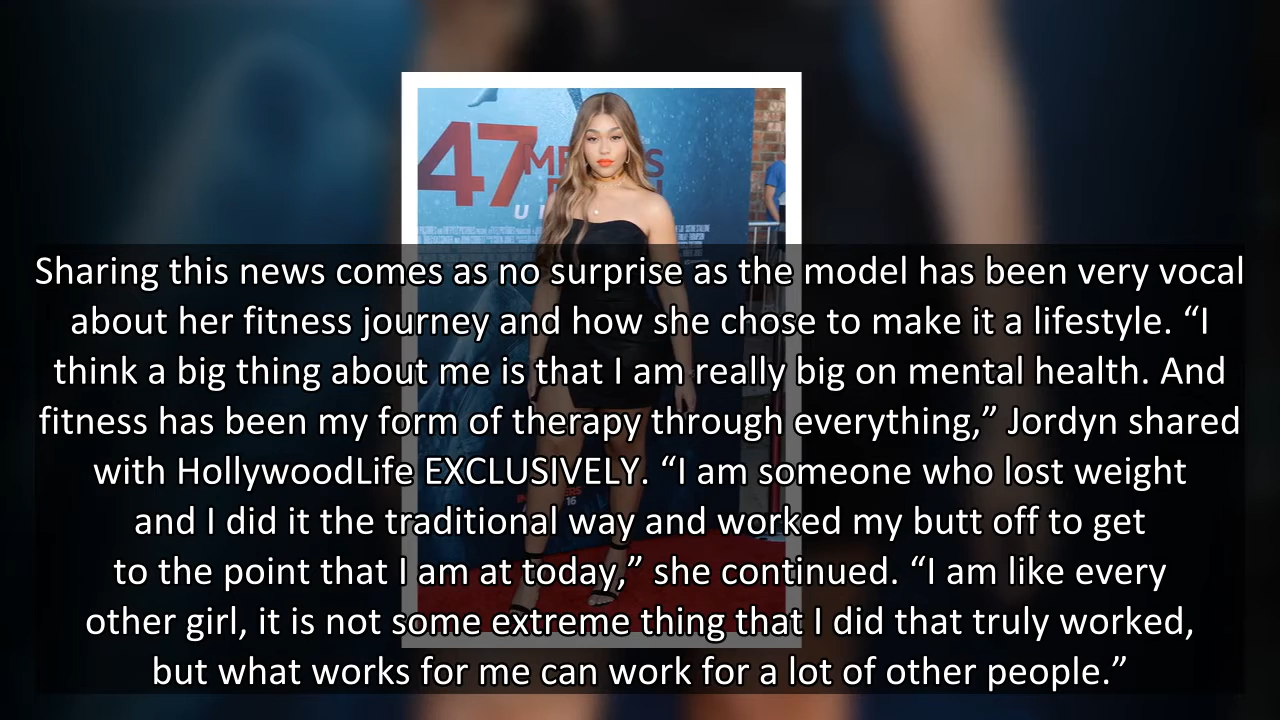 47
Sharing this news comes as no surprise as the model has been very vocal
about her fitness journey and how she chose to make it a lifestyle. “I
think a big thing about me is that I am really big on mental health. And
fitness has been my form of therapy through everything,” Jordyn shared
with HollywoodLife EXCLUSIVELY. “I am someone who lost weight
and I did it the traditional way and worked my butt off to get
to the point that I am at today,” she continued. “I am like every
other girl, it is not some extreme thing that I did that truly worked,
but what works for me can work for a lot of other people.”